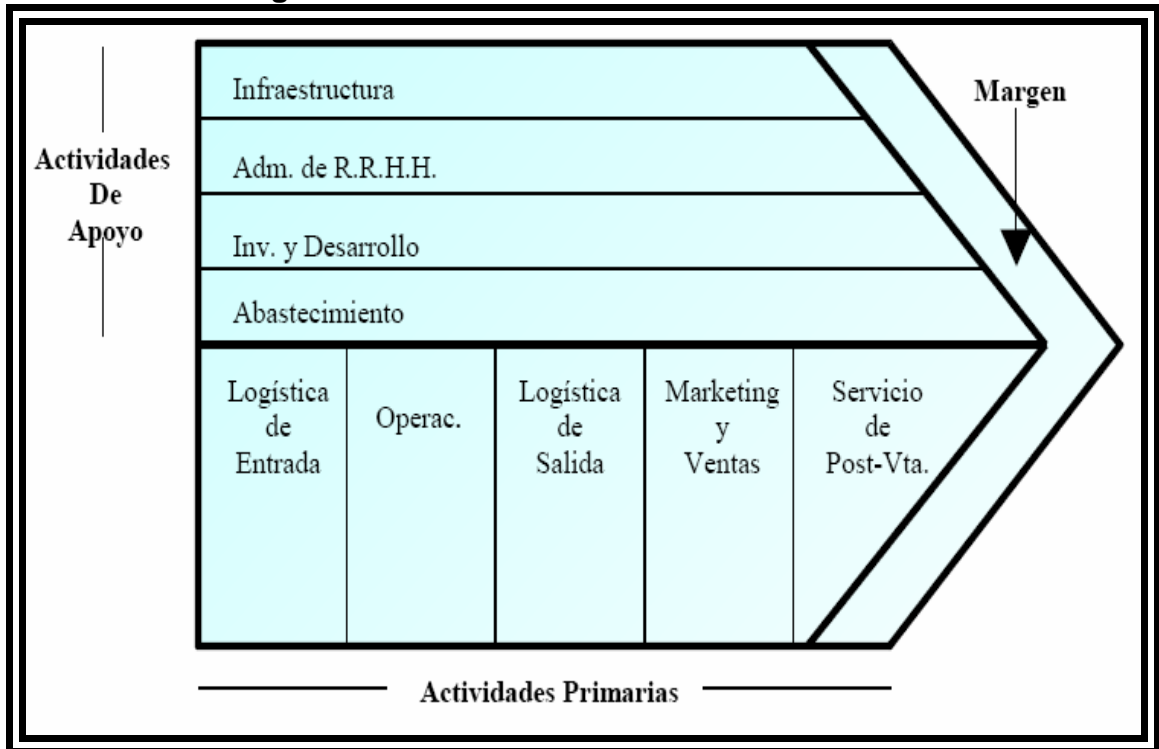 Infraestructura
Margen
Actividades
De
Apoyo
Adm. de R.R.H.H.
Inv. y Desarrollo
Abastecimiento
Logística
de
Entrada
Operac.
Logística
de
Salida
Marketing
y
Ventas
Servicio
de
Post-Vta.
Actividades Primarias